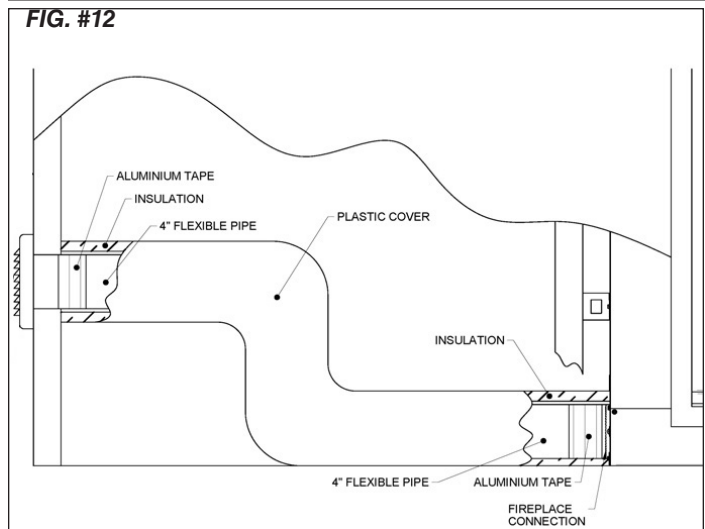 FIG. #12
ALUMINIUM TAPE
INSULATION
4" FLEXIBLE PIPE
PLASTIC COVER
INSULATION
4" FLEXIBLE PIPE
ALUMINIUM TAPE
FIREPLACE
CONNECTION